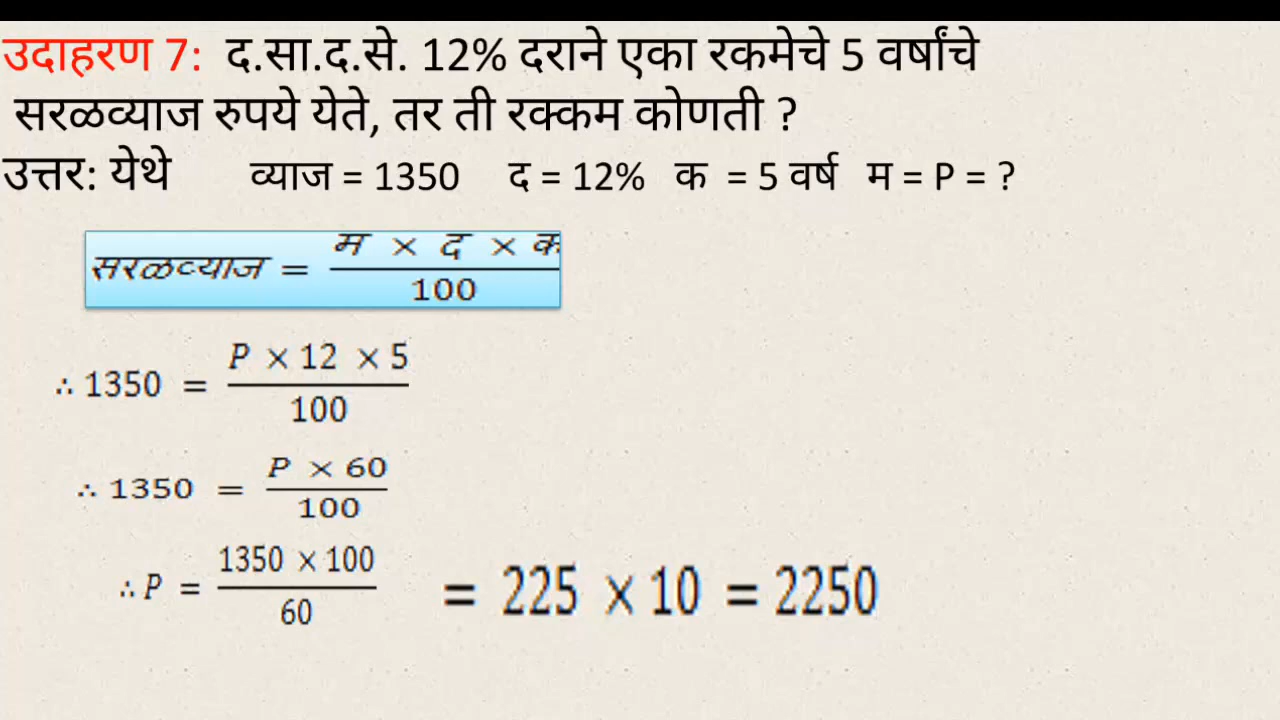 उदाहरण 7: द.सा.द.से. 12% दराने एका रकमेचे 5 वर्षांचे
सरळव्याज रुपये येते, तर ती रक्कम कोणती ?
उत्तर: येथे व्याज = 1350 द = 12% क = 5 वर्ष म = P = ?
सरळव्याज = म × द × क / 100
∴ 1350 = P × 12 × 5 / 100
∴ 1350 = P × 60 / 100
∴ P = 1350 × 100 / 60 = 225 × 10 = 2250